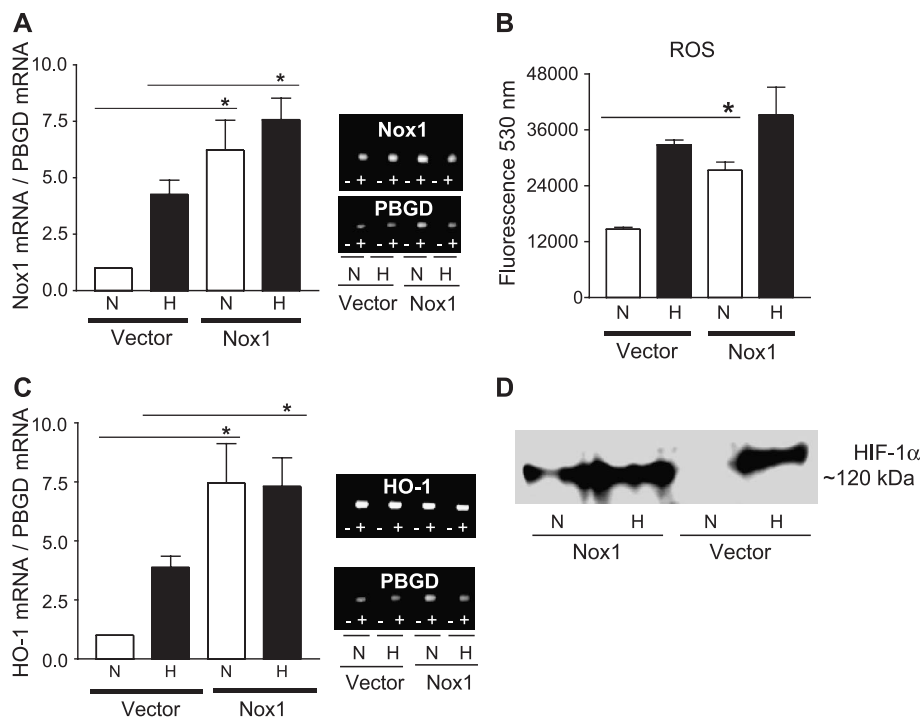 A
Nox1 mRNA / PBGD mRNA
10.0
7.5
5.0
2.5
0.0
*
*
N H N H
Vector Nox1
Nox1
- + - + - + - +
PBGD
- + - + - + - +
N H N H
Vector Nox1
B
ROS
Fluorescence 530 nm
48000
36000
24000
12000
0
*
N H N H
Vector Nox1
C
HO-1 mRNA / PBGD mRNA
10.0
7.5
5.0
2.5
0.0
*
*
N H N H
Vector Nox1
HO-1
- + - + - + - +
PBGD
- + - + - + - +
N H N H
Vector Nox1
D
HIF-1α
~120 kDa
N H N H
Nox1 Vector